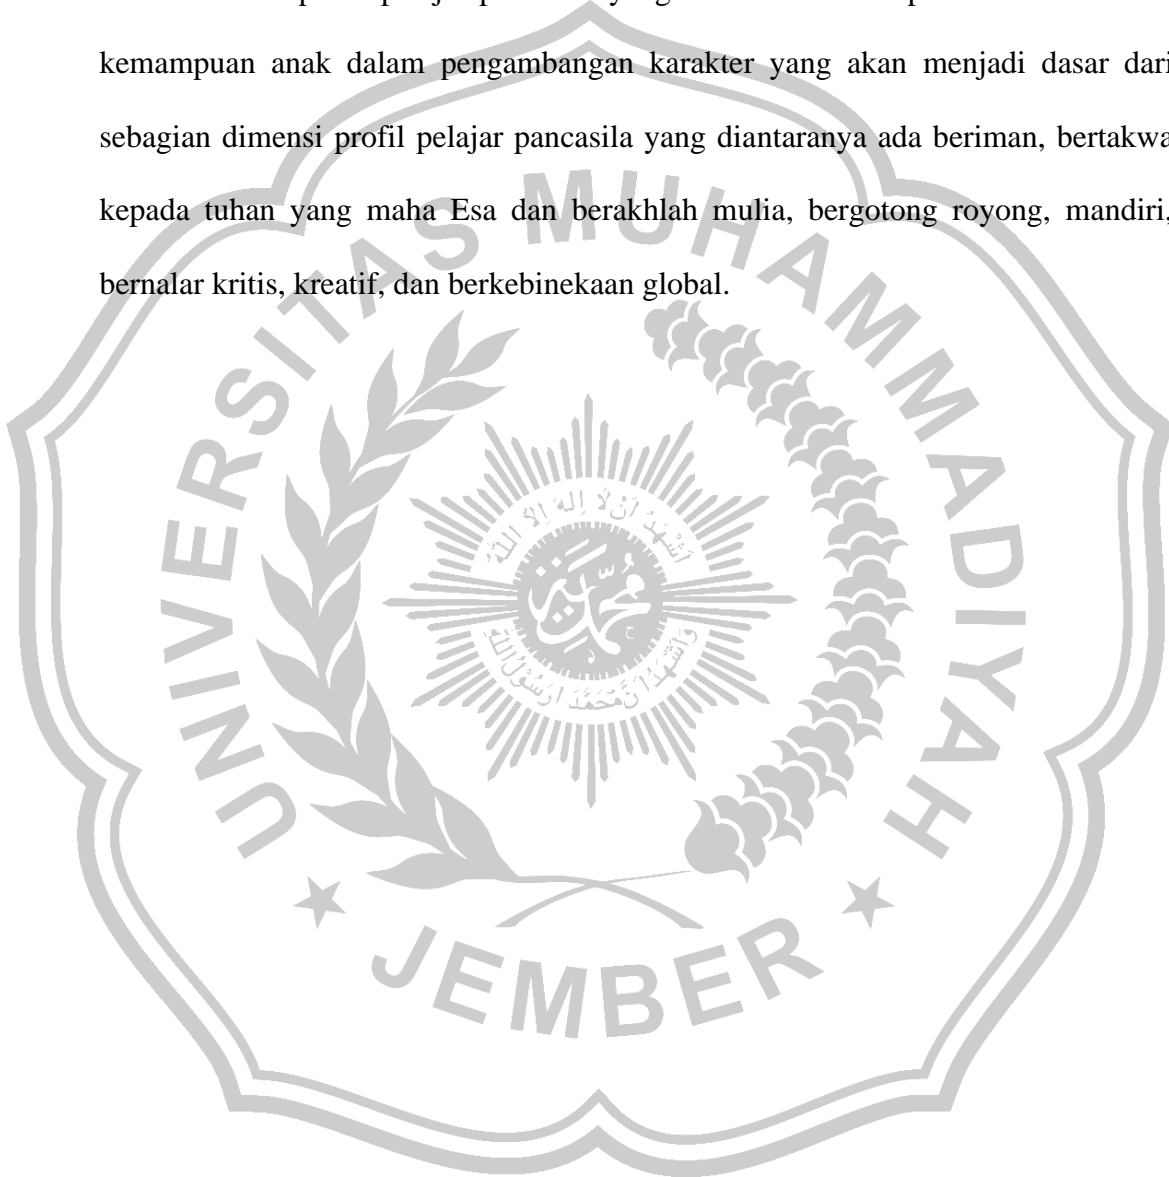 kemampuan anak dalam pengambangan karakter yang akan menjadi dasar dari
sebagian dimensi profil pelajar pancasila yang diantaranya ada beriman, bertakwa
kepada tuhan yang maha Esa dan berakhlah mulia, bergotong royong, mandiri,
bernalar kritis, kreatif, dan berkebinekaan global.
UNIVERSITAS MUHAMMADIYAH
JEMBER